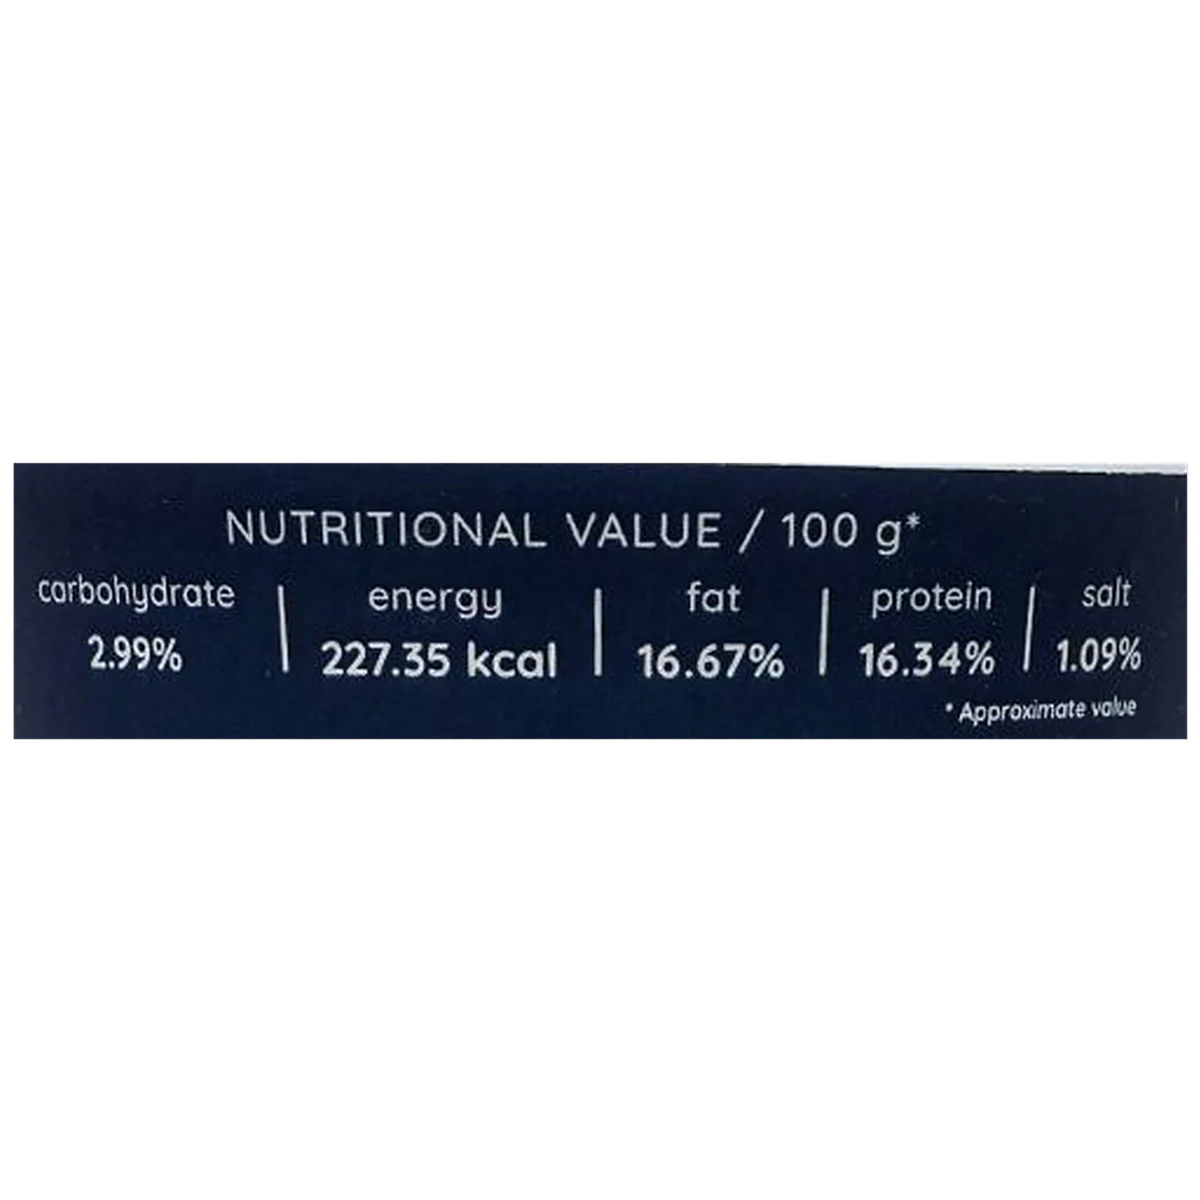 NUTRITIONAL VALUE / 100 g*
carbohydrate energy fat protein salt
2.99% 227.35 kcal 16.67% 16.34% 1.09%
* Approximate value